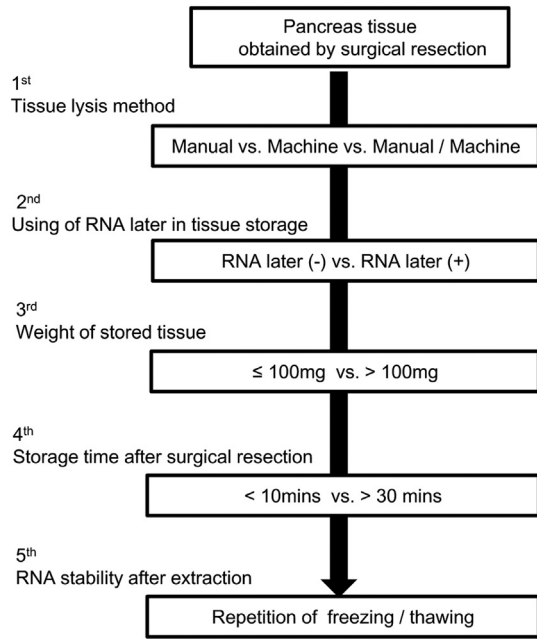 Pancreas tissue
obtained by surgical resection
1st
Tissue lysis method
Manual vs. Machine vs. Manual / Machine
2nd
Using of RNA later in tissue storage
RNA later (-) vs. RNA later (+)
3rd
Weight of stored tissue
≤ 100mg vs. > 100mg
4th
Storage time after surgical resection
< 10mins vs. > 30 mins
5th
RNA stability after extraction
Repetition of freezing / thawing